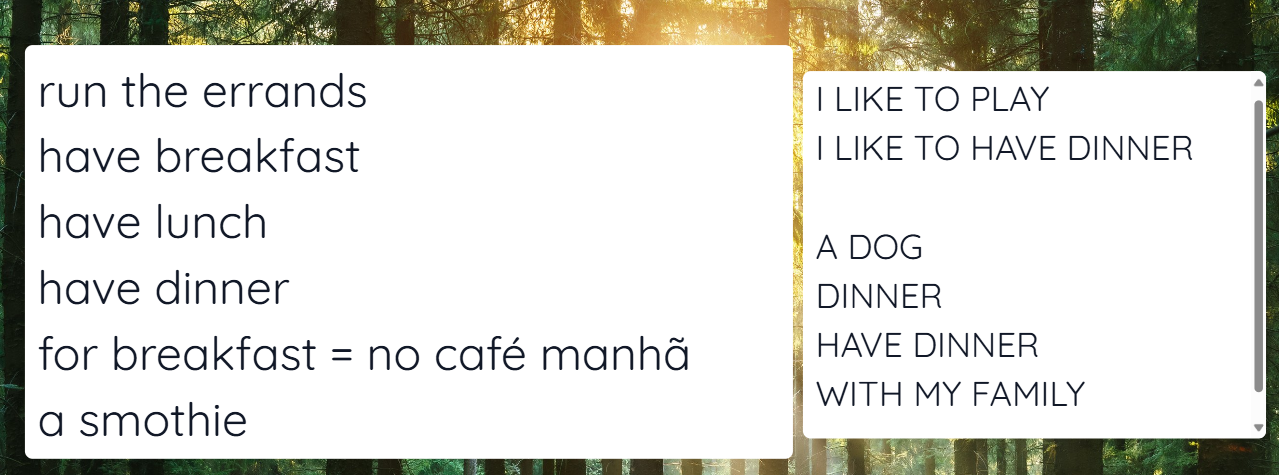 run the errands
have breakfast
have lunch
have dinner
for breakfast = no café manhã
a smothie
I LIKE TO PLAY
I LIKE TO HAVE DINNER
A DOG
DINNER
HAVE DINNER
WITH MY FAMILY